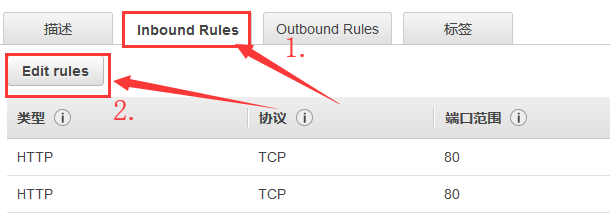 描述 Inbound Rules Outbound Rules 标签
1.
Edit rules
2.
类型 i 协议 i 端口范围 i
HTTP TCP 80
HTTP TCP 80